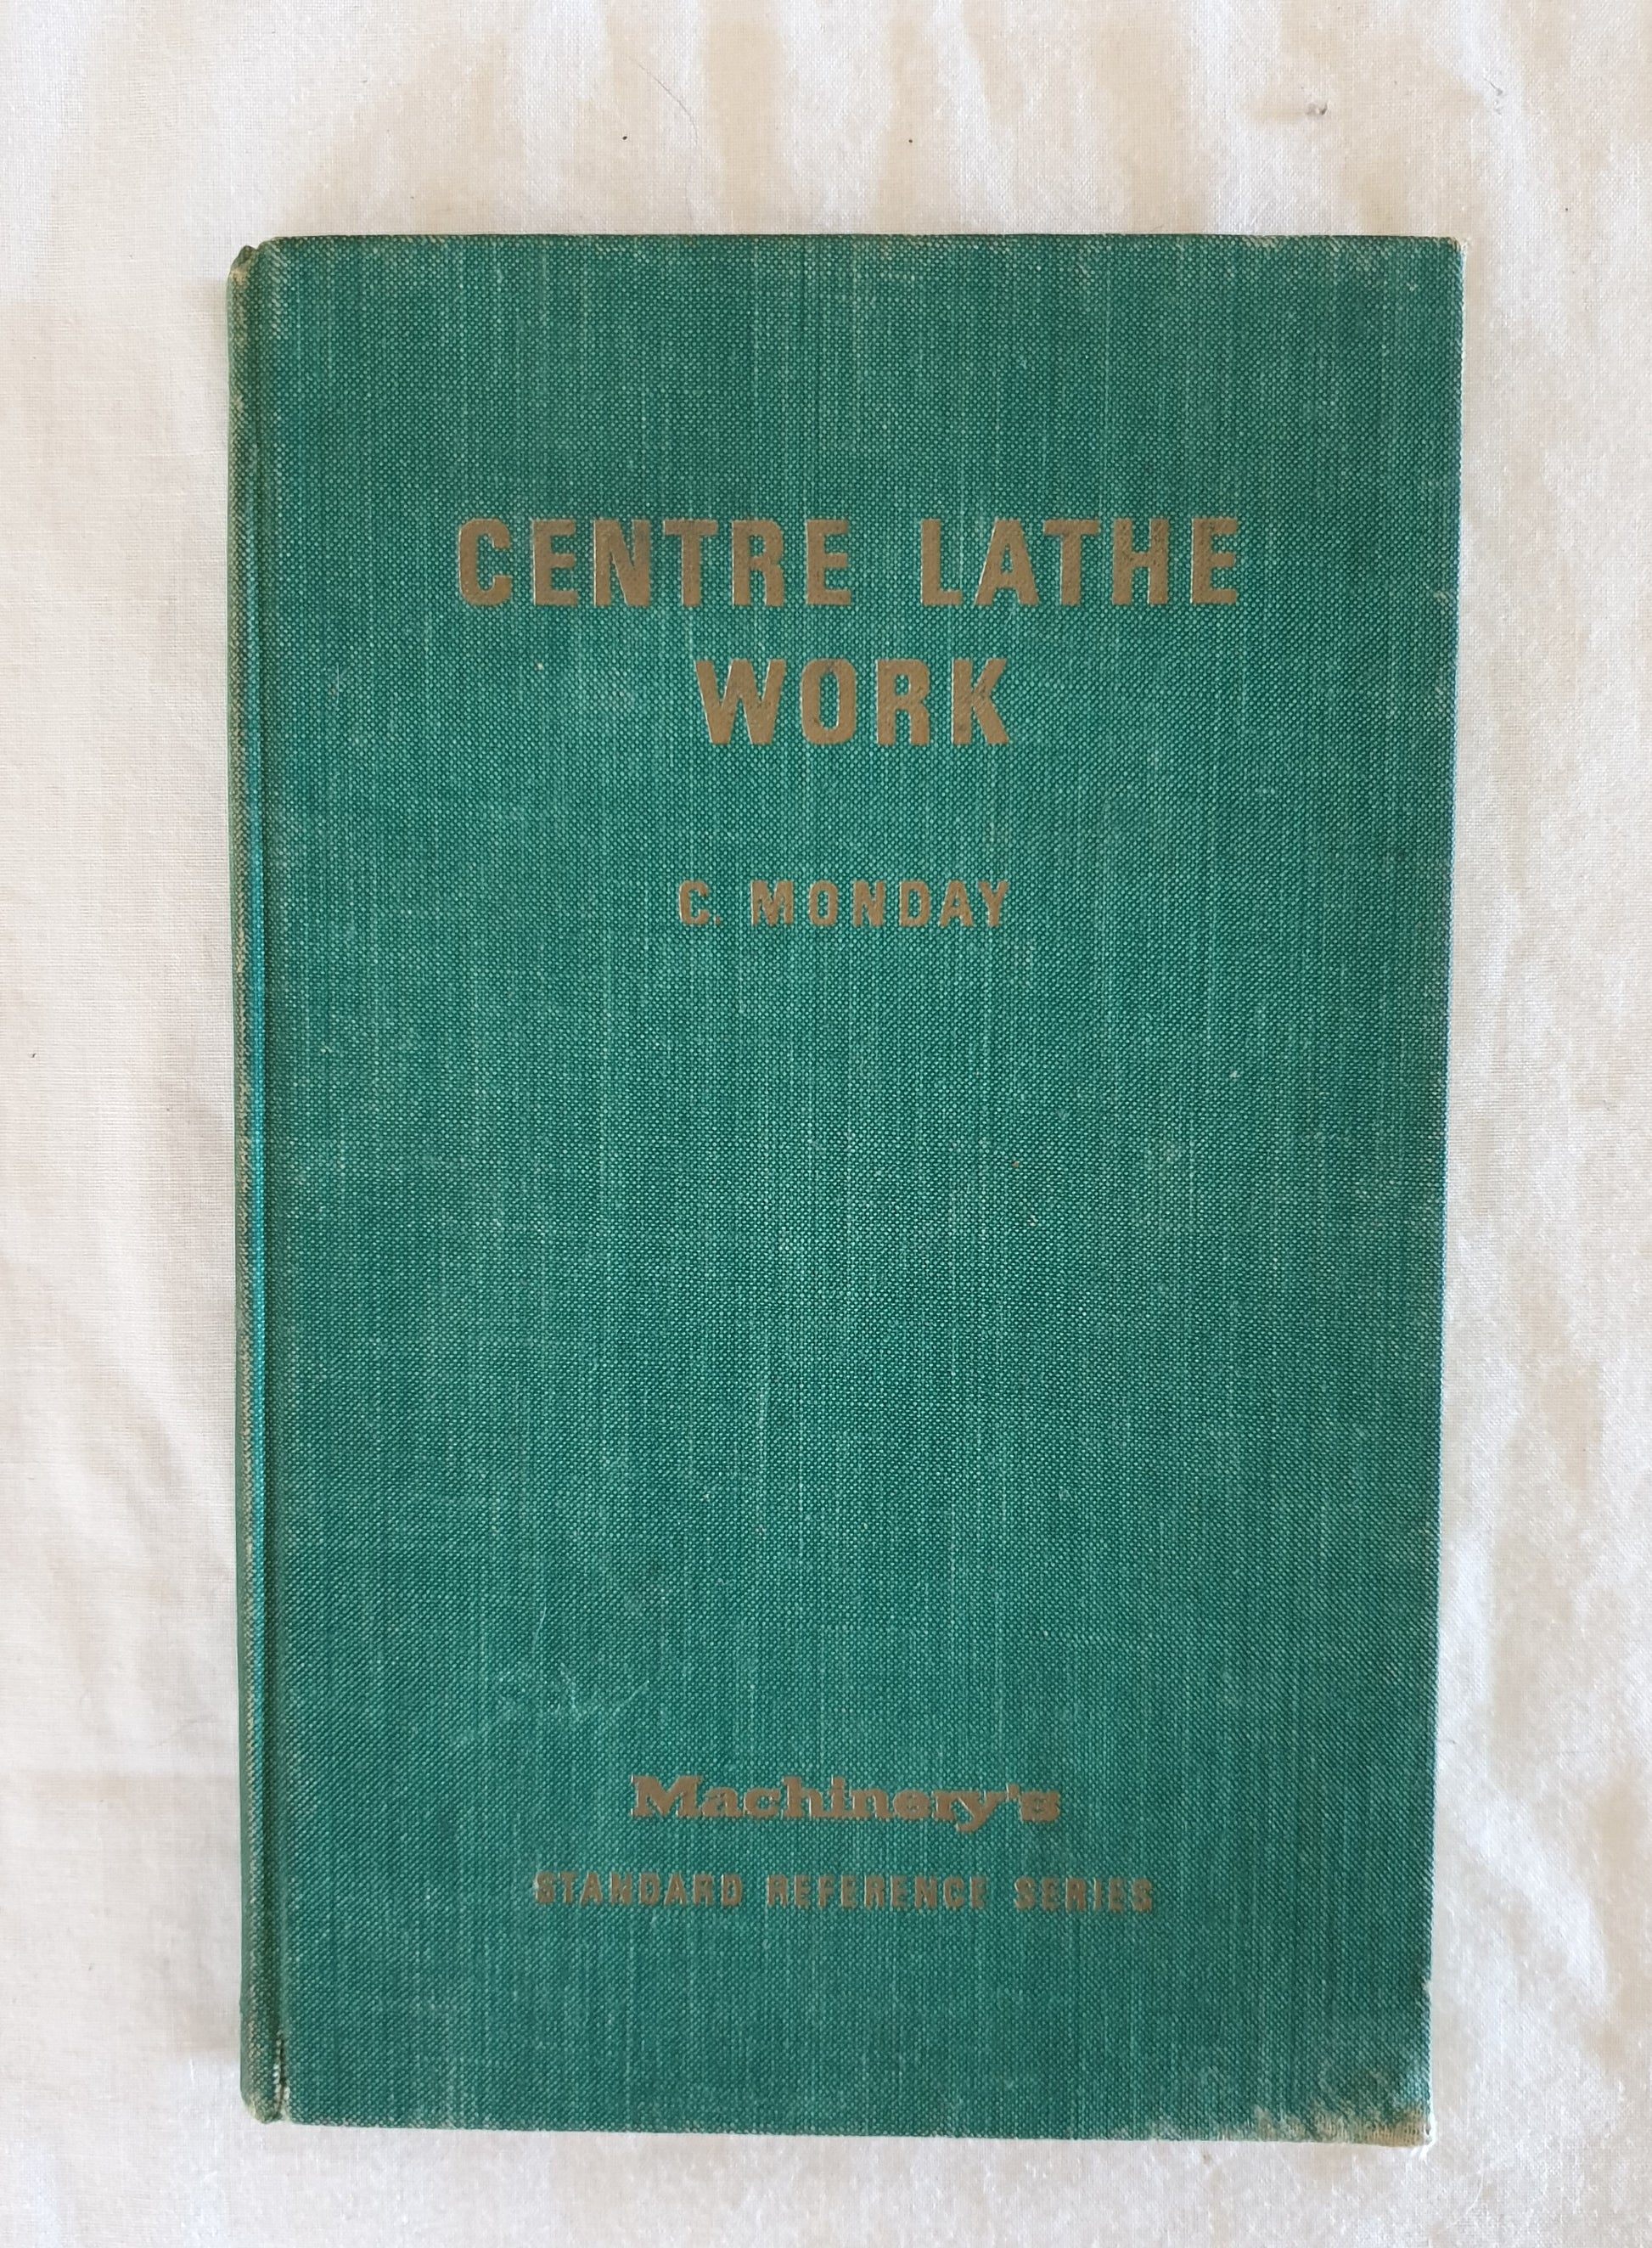 CENTRE LATHE
WORK
C. MONDAY
Machinery's
STANDARD REFERENCE SERIES